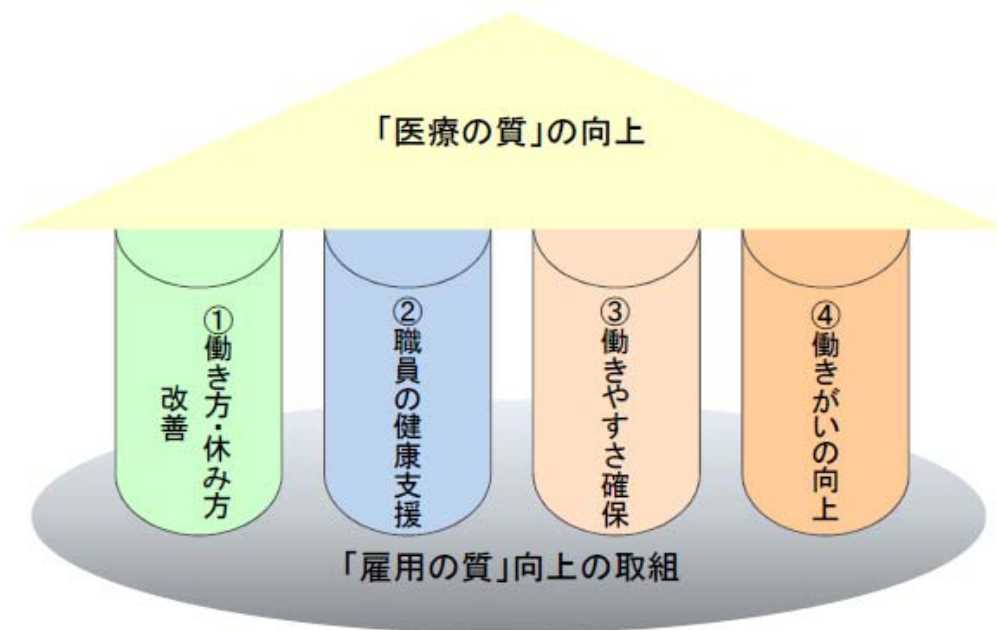 「医療の質」の向上
①働き方・休み方
改善
②職員の健康支援
③働きやすさ確保
④働きがいの向上
「雇用の質」向上の取組